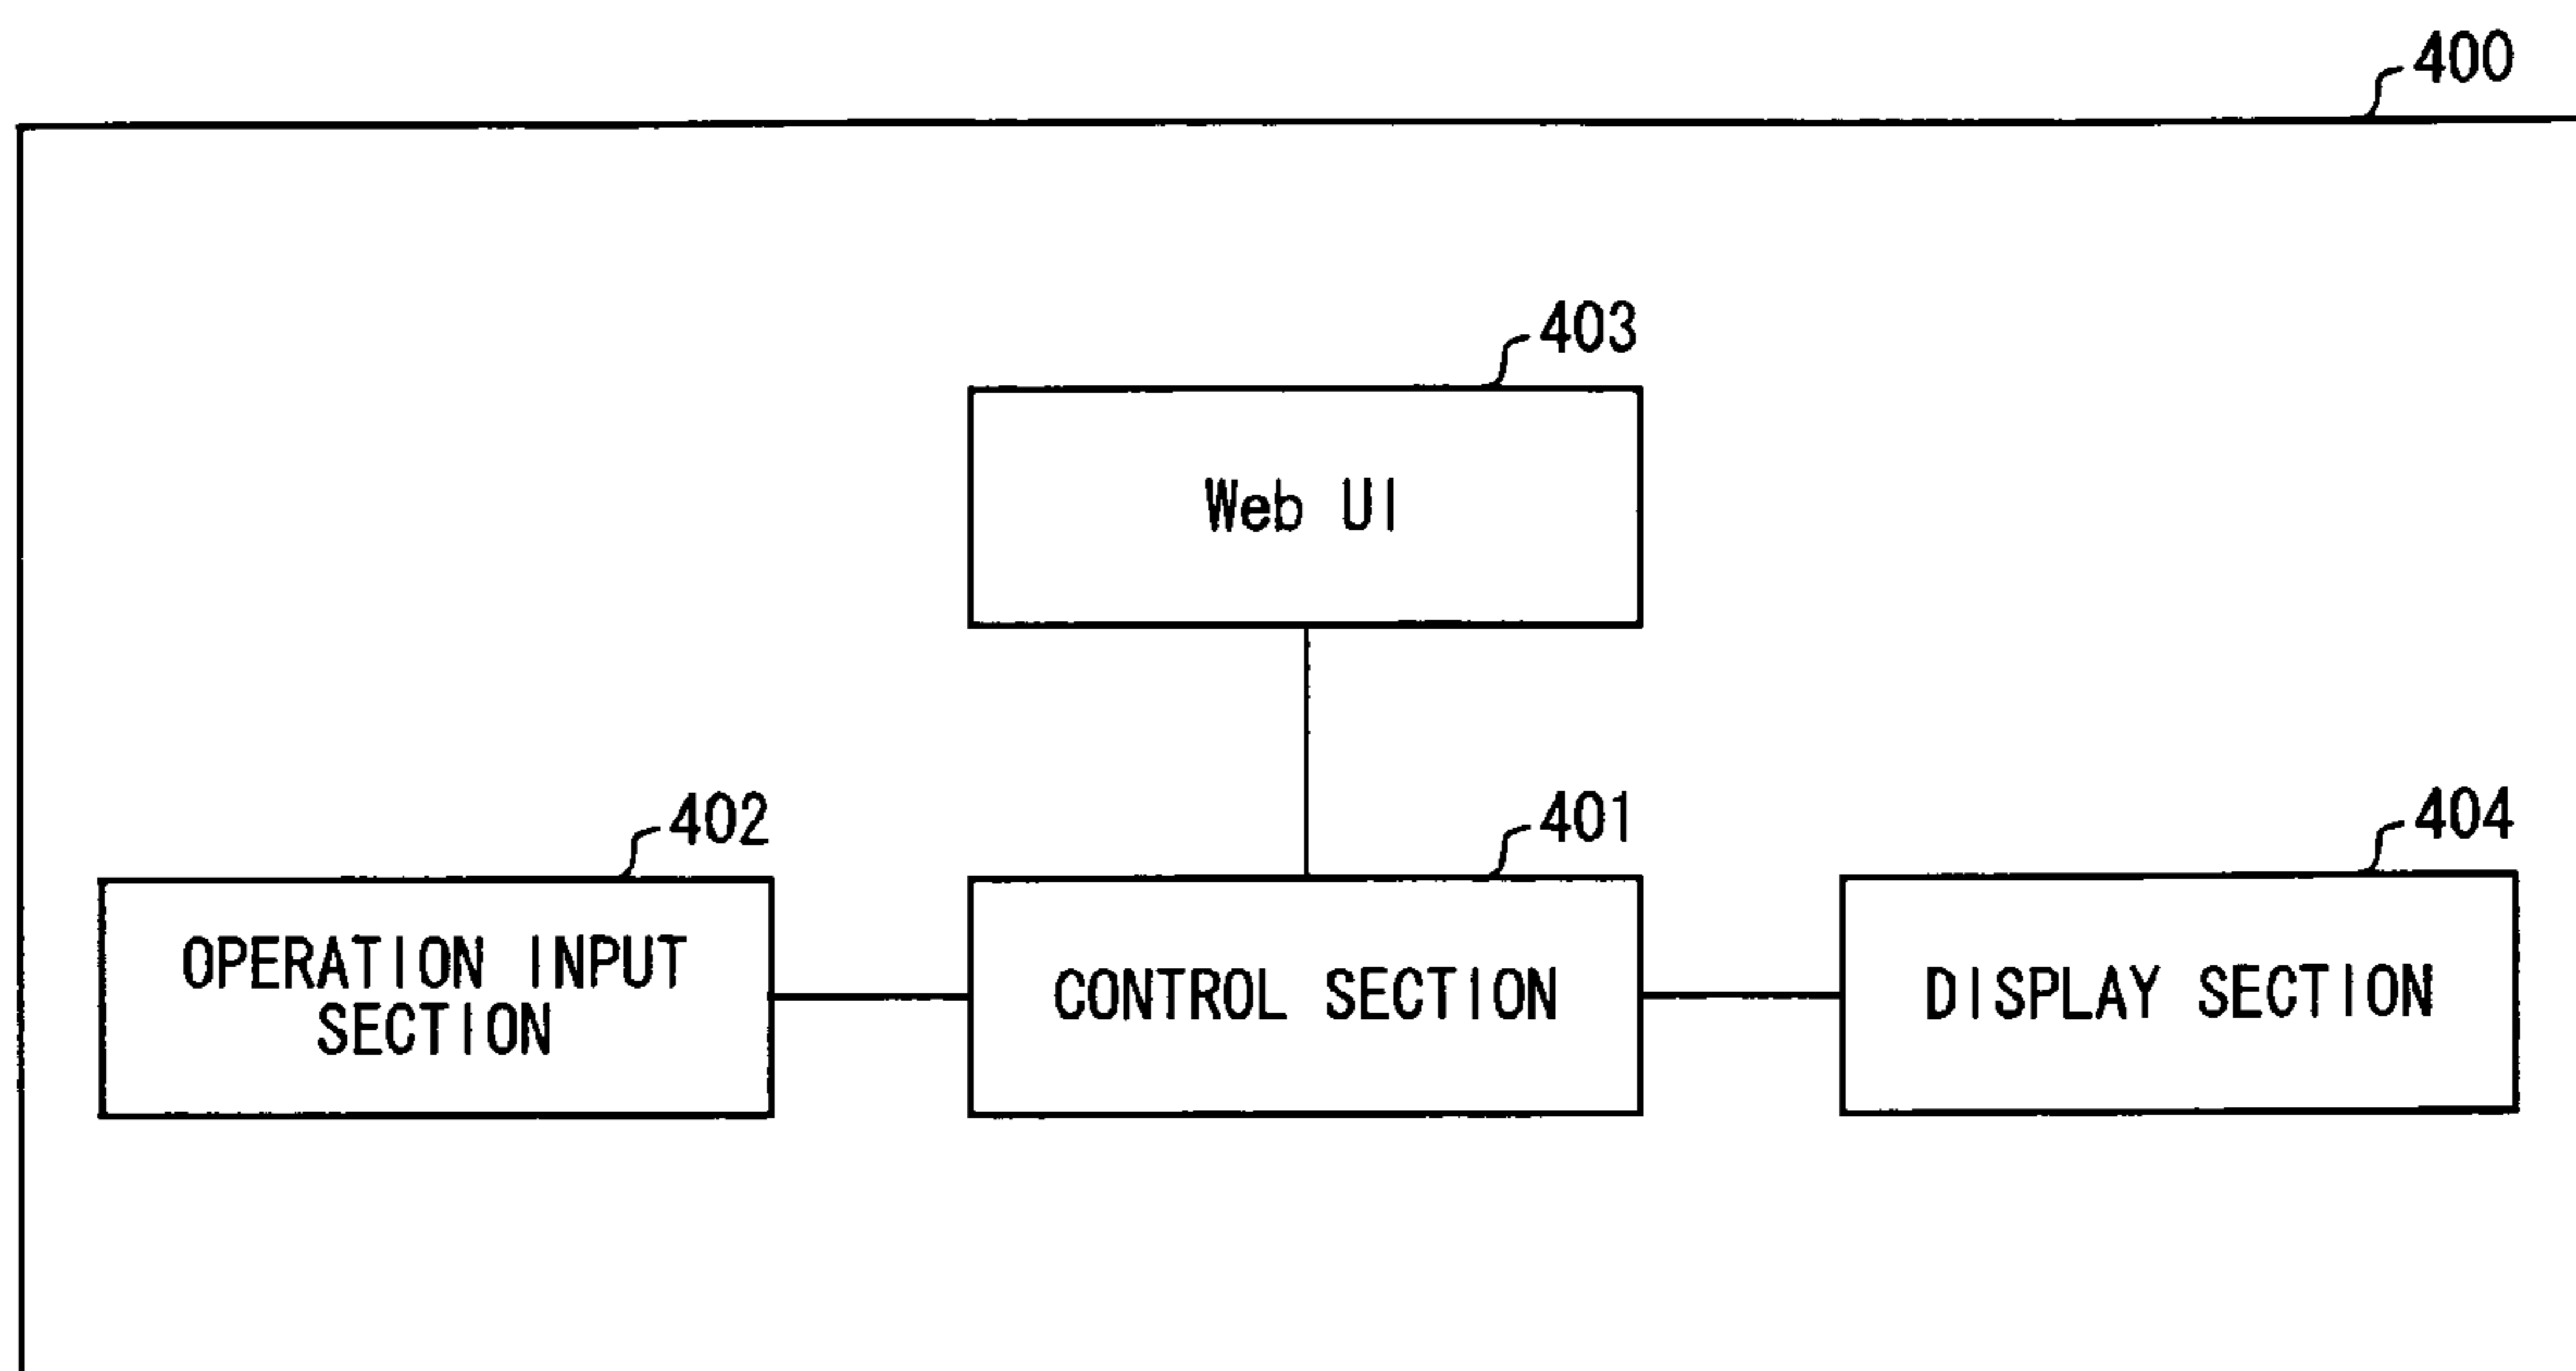 400
403
Web UI
402
401
404
OPERATION INPUT
SECTION
CONTROL SECTION
DISPLAY SECTION